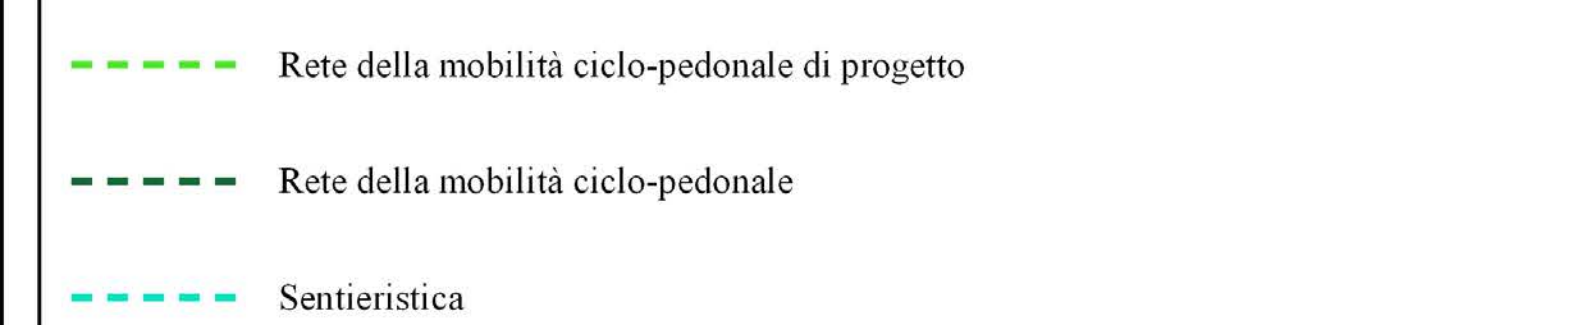 Rete della mobilità ciclo-pedonale di progetto
Rete della mobilità ciclo-pedonale
Sentieristica